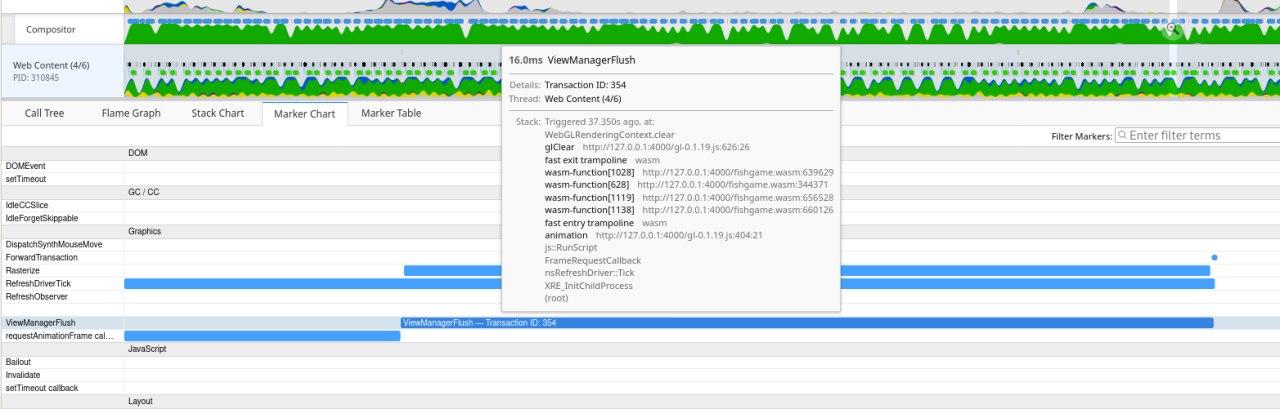 Compositor
Web Content (4/6)
PID: 310845
16.0ms ViewManagerFlush
Details: Transaction ID: 354
Thread: Web Content (4/6)
Stack: Triggered 37.350s ago, at:
WebGLRenderingContext.clear
glClear http://127.0.0.1:4000/gl-0.1.19.js:626:26
fast exit trampoline wasm
wasm-function[1028] http://127.0.0.1:4000/fishgame.wasm:639629
wasm-function[628] http://127.0.0.1:4000/fishgame.wasm:344371
wasm-function[1119] http://127.0.0.1:4000/fishgame.wasm:656528
wasm-function[1138] http://127.0.0.1:4000/fishgame.wasm:660126
fast entry trampoline wasm
animation http://127.0.0.1:4000/gl-0.1.19.js:404:21
js::RunScript
FrameRequestCallback
nsRefreshDriver::Tick
XRE_InitChildProcess
(root)
Call Tree Flame Graph Stack Chart Marker Chart Marker Table
Filter Markers: Enter filter terms
DOM
DOMEvent
setTimeout
GC / CC
IdleCCSlice
IdleForgetSkippable
Graphics
DispatchSynthMouseMove
ForwardTransaction
Rasterize
RefreshDriverTick
RefreshObserver
ViewManagerFlush ViewManagerFlush — Transaction ID: 354
requestAnimationFrame cal...
JavaScript
Bailout
Invalidate
setTimeout callback
Layout